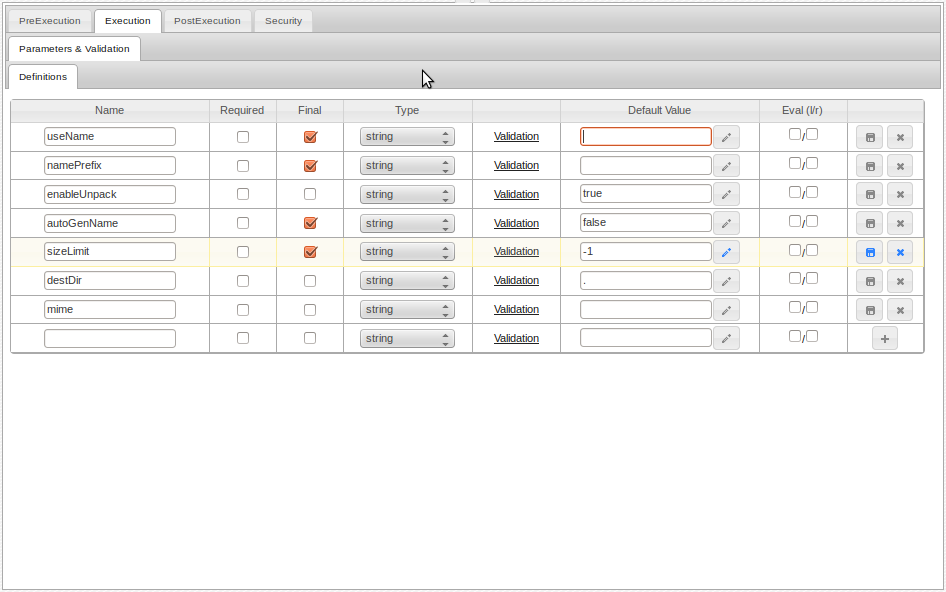 PreExecution Execution PostExecution Security
Parameters & Validation
Definitions
Name Required Final Type Default Value Eval (l/r)
useName string Validation /
namePrefix string Validation /
enableUnpack string Validation true /
autoGenName string Validation false /
sizeLimit string Validation -1 /
destDir string Validation . /
mime string Validation /
string Validation / +